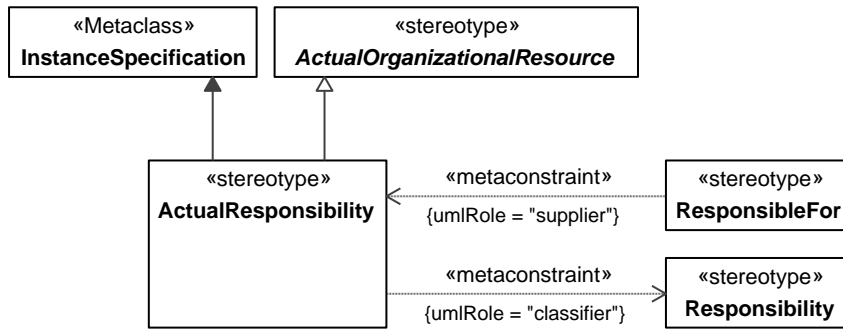 «Metaclass»
InstanceSpecification
«stereotype»
ActualOrganizationalResource
«stereotype»
ActualResponsibility
«metaconstraint»
{umlRole = "supplier"}
«stereotype»
ResponsibleFor
«metaconstraint»
{umlRole = "classifier"}
«stereotype»
Responsibility